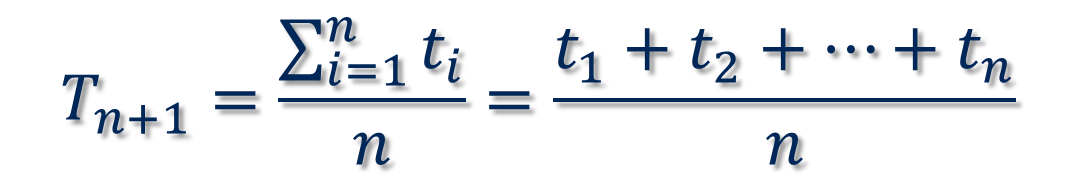 T_{n+1} = \frac{\sum_{i=1}^{n} t_i}{n} = \frac{t_1 + t_2 + \cdots + t_n}{n}